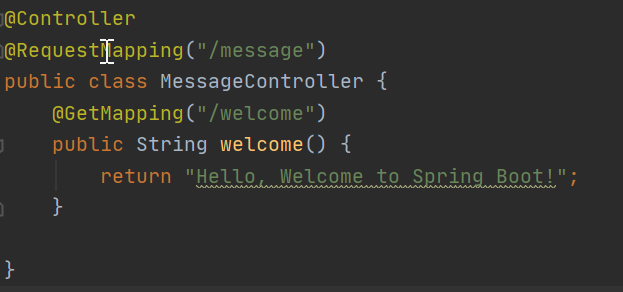 @Controller
@RequestMapping("/message")
public class MessageController {
@GetMapping("/welcome")
public String welcome() {
return "Hello, Welcome to Spring Boot!";
}
}